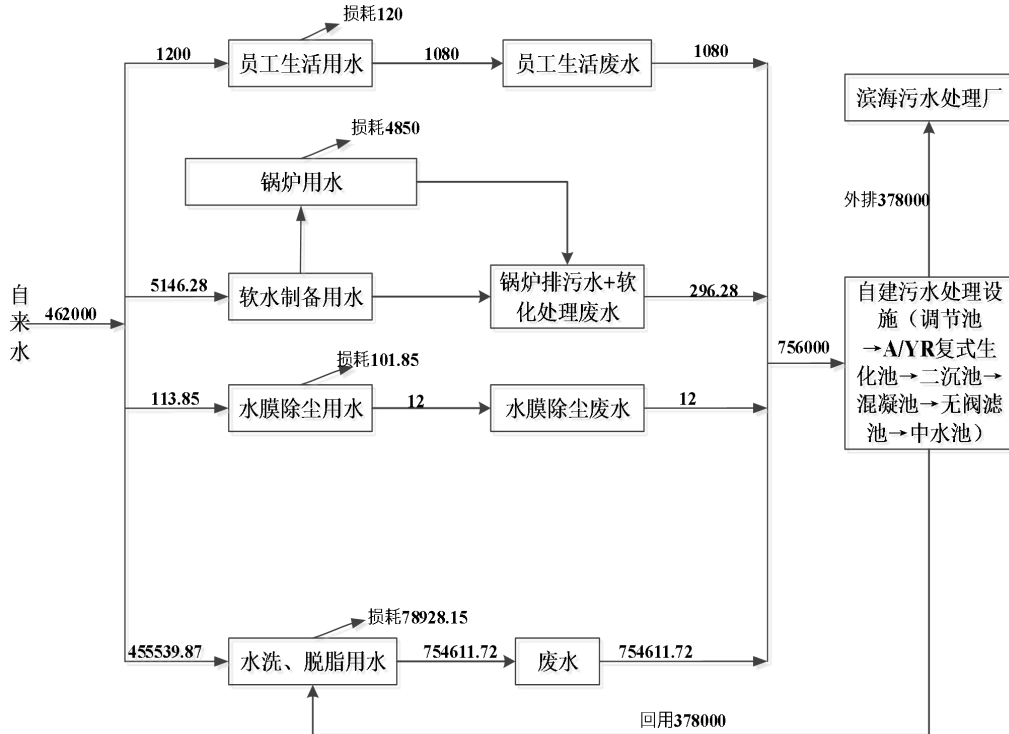 损耗120
1200
员工生活用水
1080
员工生活废水
1080
滨海污水处理厂
损耗4850
锅炉用水
外排378000
自
来
水
462000
5146.28
软水制备用水
锅炉排污水+软
化处理废水
296.28
756000
自建污水处理设
施（调节池
→A/YR复式生
化池→二沉池→
混凝池→无阀滤
池→中水池）
损耗101.85
113.85
水膜除尘用水
12
水膜除尘废水
12
损耗78928.15
455539.87
水洗、脱脂用水
754611.72
废水
754611.72
回用378000